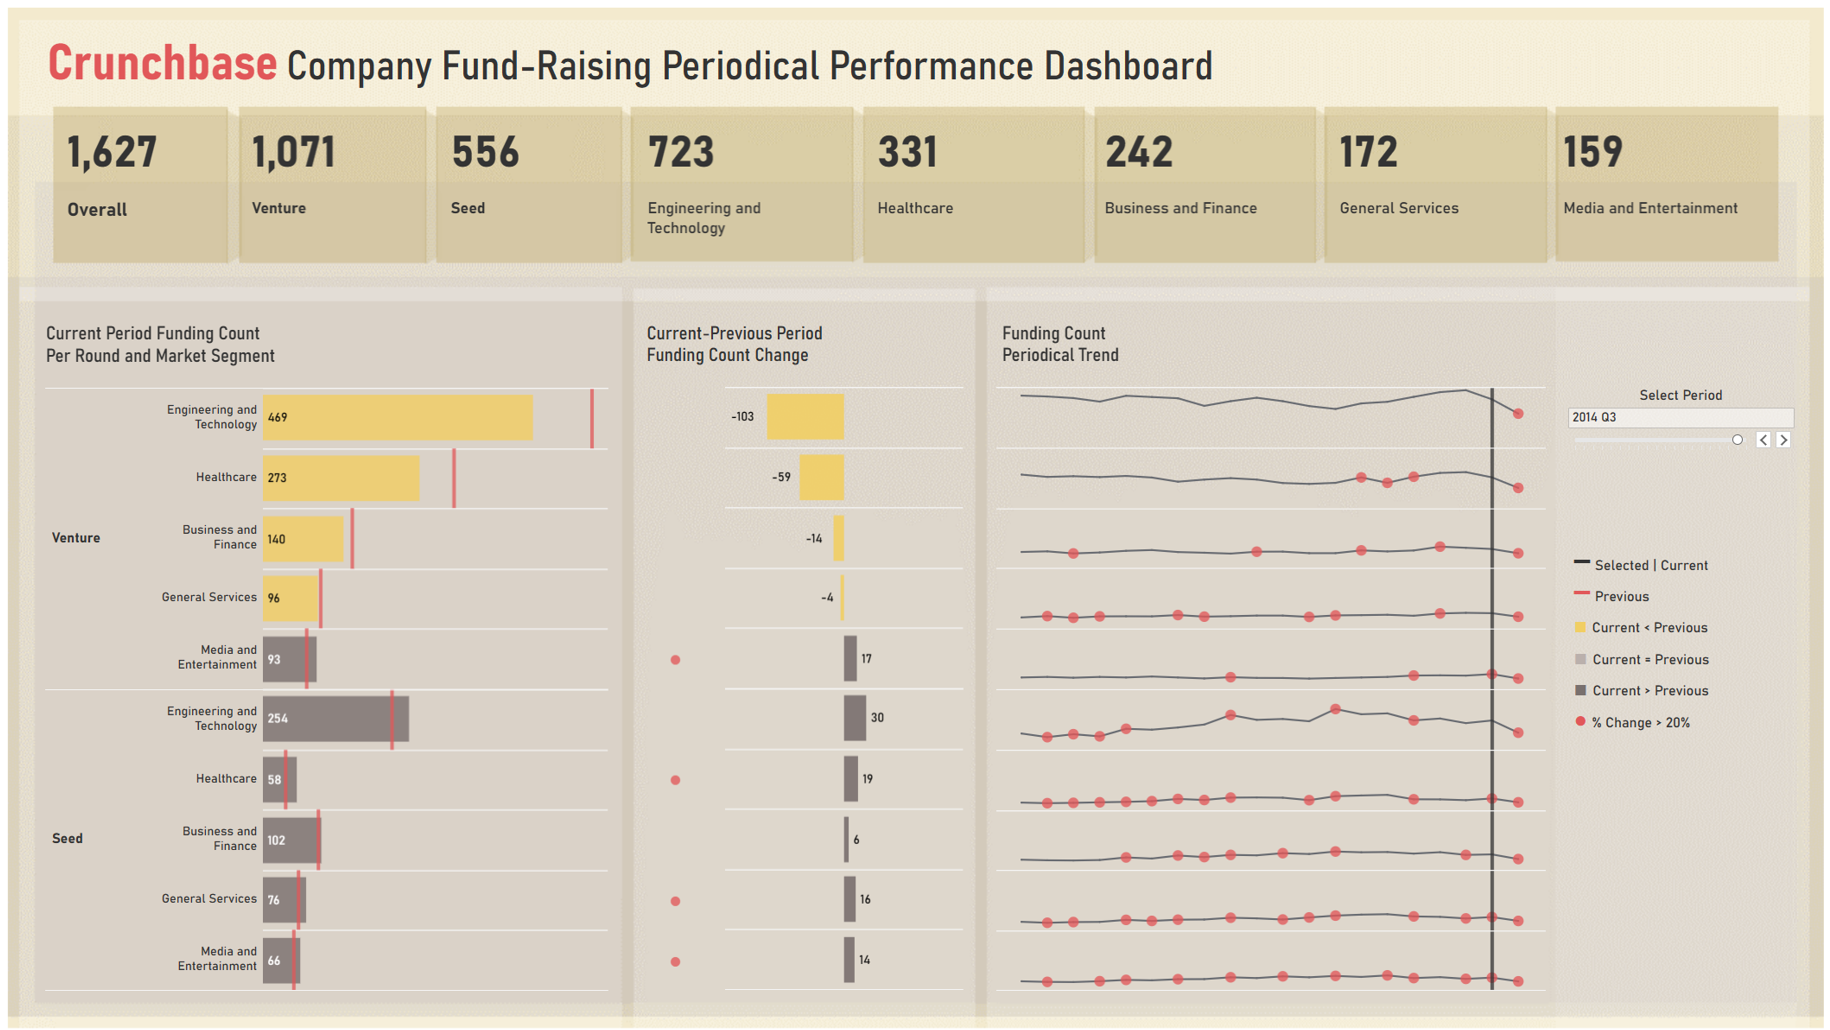 Crunchbase Company Fund-Raising Periodical Performance Dashboard
1,627
Overall
1,071
Venture
556
Seed
723
Engineering and
Technology
331
Healthcare
242
Business and Finance
172
General Services
159
Media and Entertainment
Current Period Funding Count
Per Round and Market Segment
Venture
Engineering and
Technology
469
Healthcare
273
Business and
Finance
140
General Services
96
Media and
Entertainment
93
Seed
Engineering and
Technology
254
Healthcare
58
Business and
Finance
102
General Services
76
Media and
Entertainment
66
Current-Previous Period
Funding Count Change
-103
-59
-14
-4
17
30
19
6
16
14
Funding Count
Periodical Trend
Select Period
2014 Q3
Selected | Current
Previous
Current < Previous
Current = Previous
Current > Previous
% Change > 20%